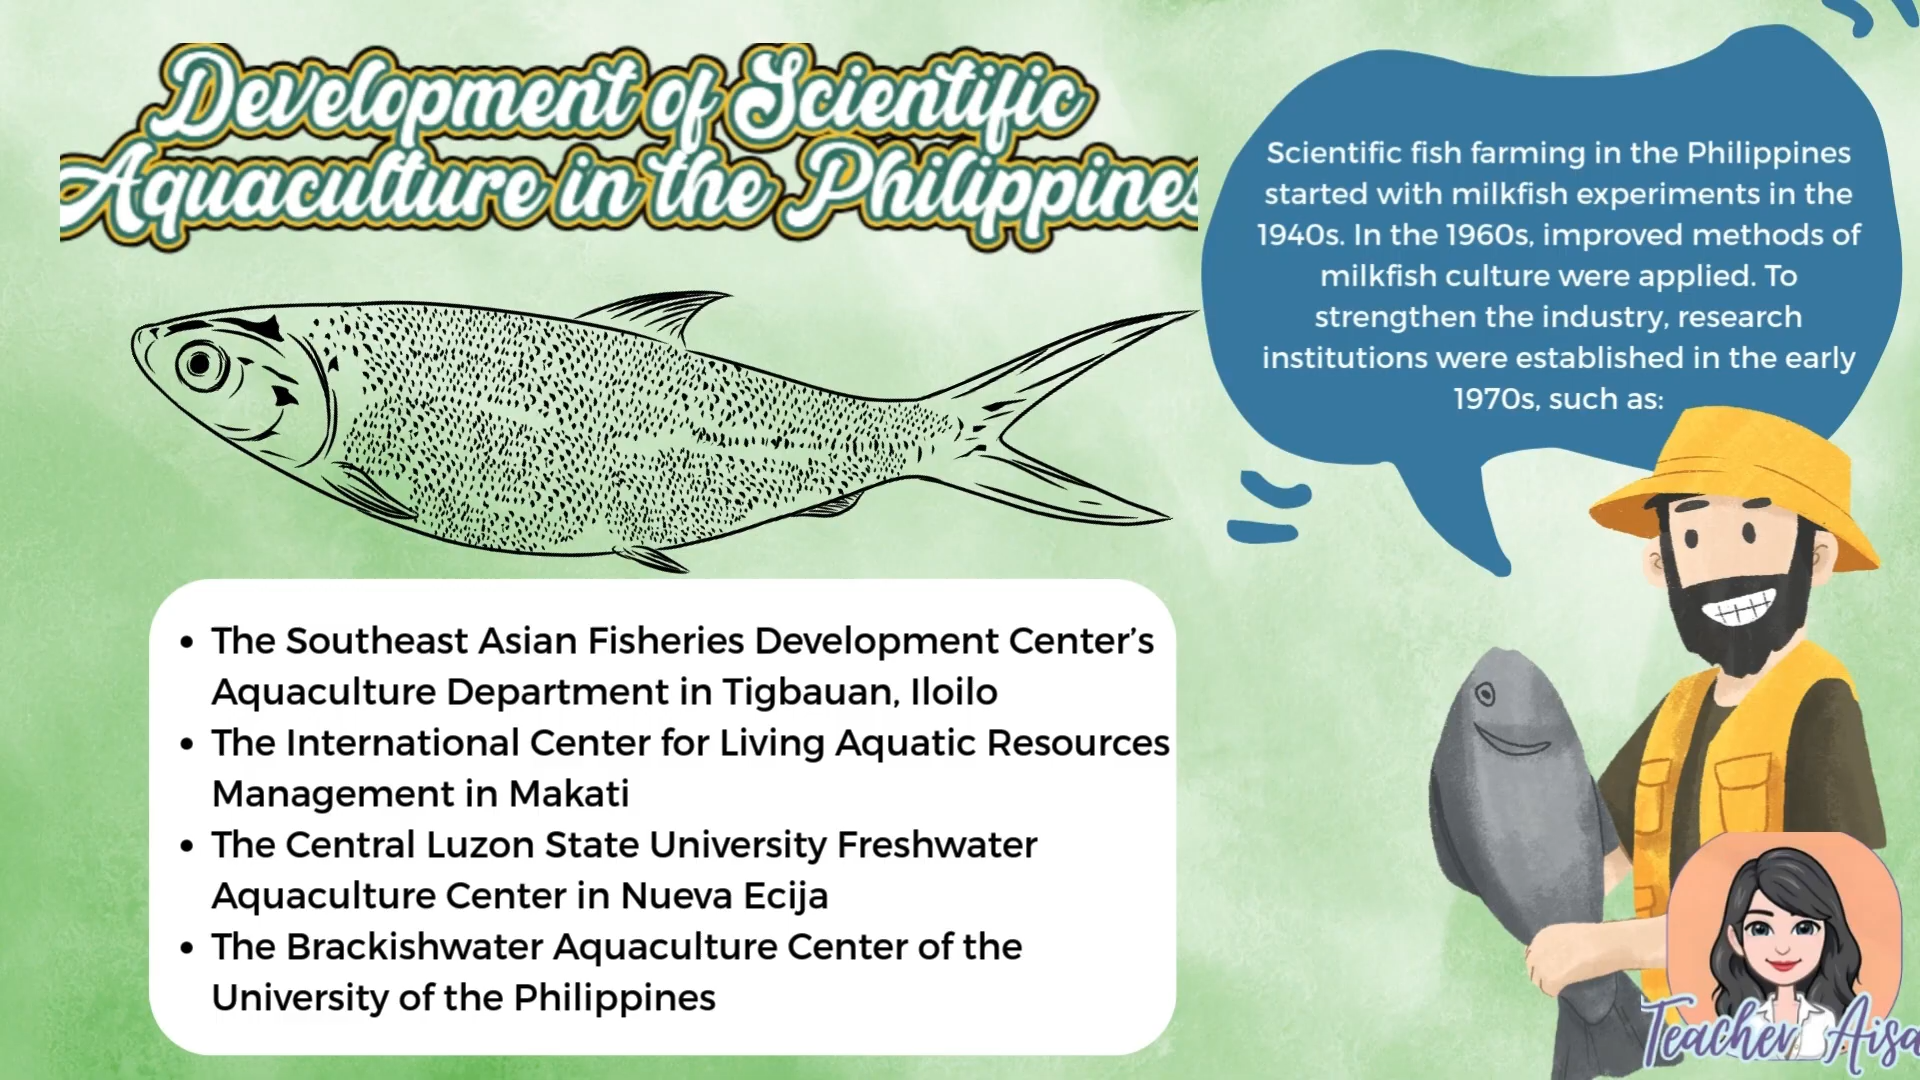 Development of Scientific
Aquaculture in the Philippines
Scientific fish farming in the Philippines
started with milkfish experiments in the
1940s. In the 1960s, improved methods of
milkfish culture were applied. To
strengthen the industry, research
institutions were established in the early
1970s, such as:
• The Southeast Asian Fisheries Development Center’s
Aquaculture Department in Tigbauan, Iloilo
• The International Center for Living Aquatic Resources
Management in Makati
• The Central Luzon State University Freshwater
Aquaculture Center in Nueva Ecija
• The Brackishwater Aquaculture Center of the
University of the Philippines
Teacher Aisa